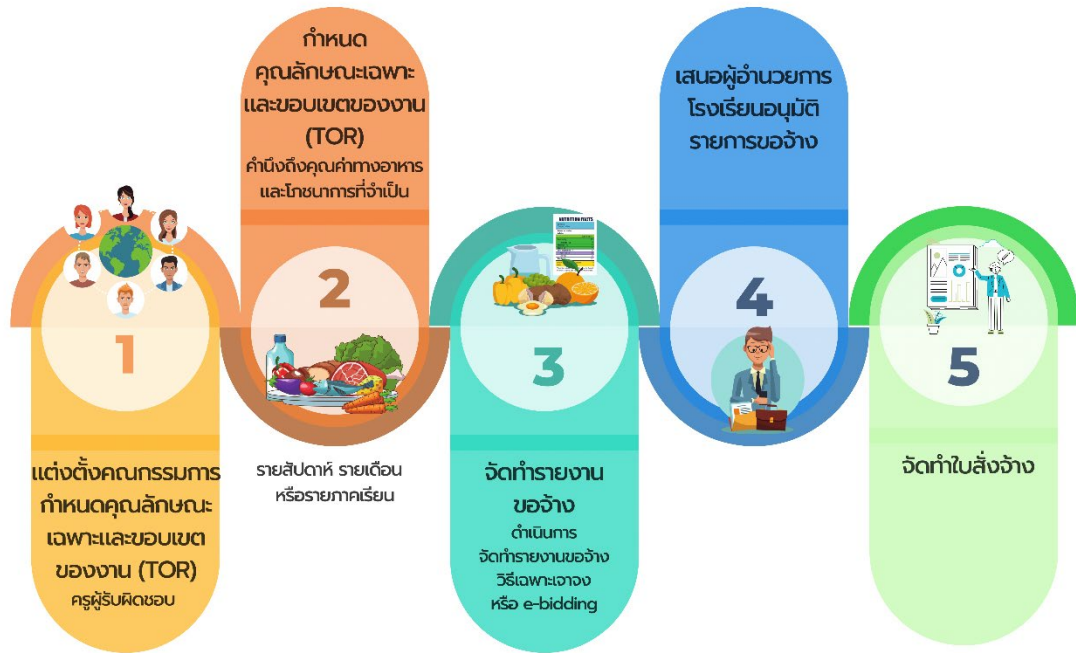 1
แต่งตั้งคณะกรรมการ
กำหนดคุณลักษณะ
เฉพาะและขอบเขต
ของงาน (TOR)
ครูผู้รับผิดชอบ
กำหนด
คุณลักษณะเฉพาะ
และขอบเขตของงาน
(TOR)
คำนึงถึงคุณค่าทางอาหาร
และโภชนาการที่จำเป็น
2
รายสัปดาห์ รายเดือน
หรือรายภาคเรียน
NUTRITION FACTS
3
จัดทำรายงาน
ขอจ้าง
ดำเนินการ
จัดทำรายงานขอจ้าง
วิธีเฉพาะเจาจง
หรือ e-bidding
เสนอผู้อำนวยการ
โรงเรียนอนุมัติ
รายการขอจ้าง
4
5
จัดทำใบสั่งจ้าง